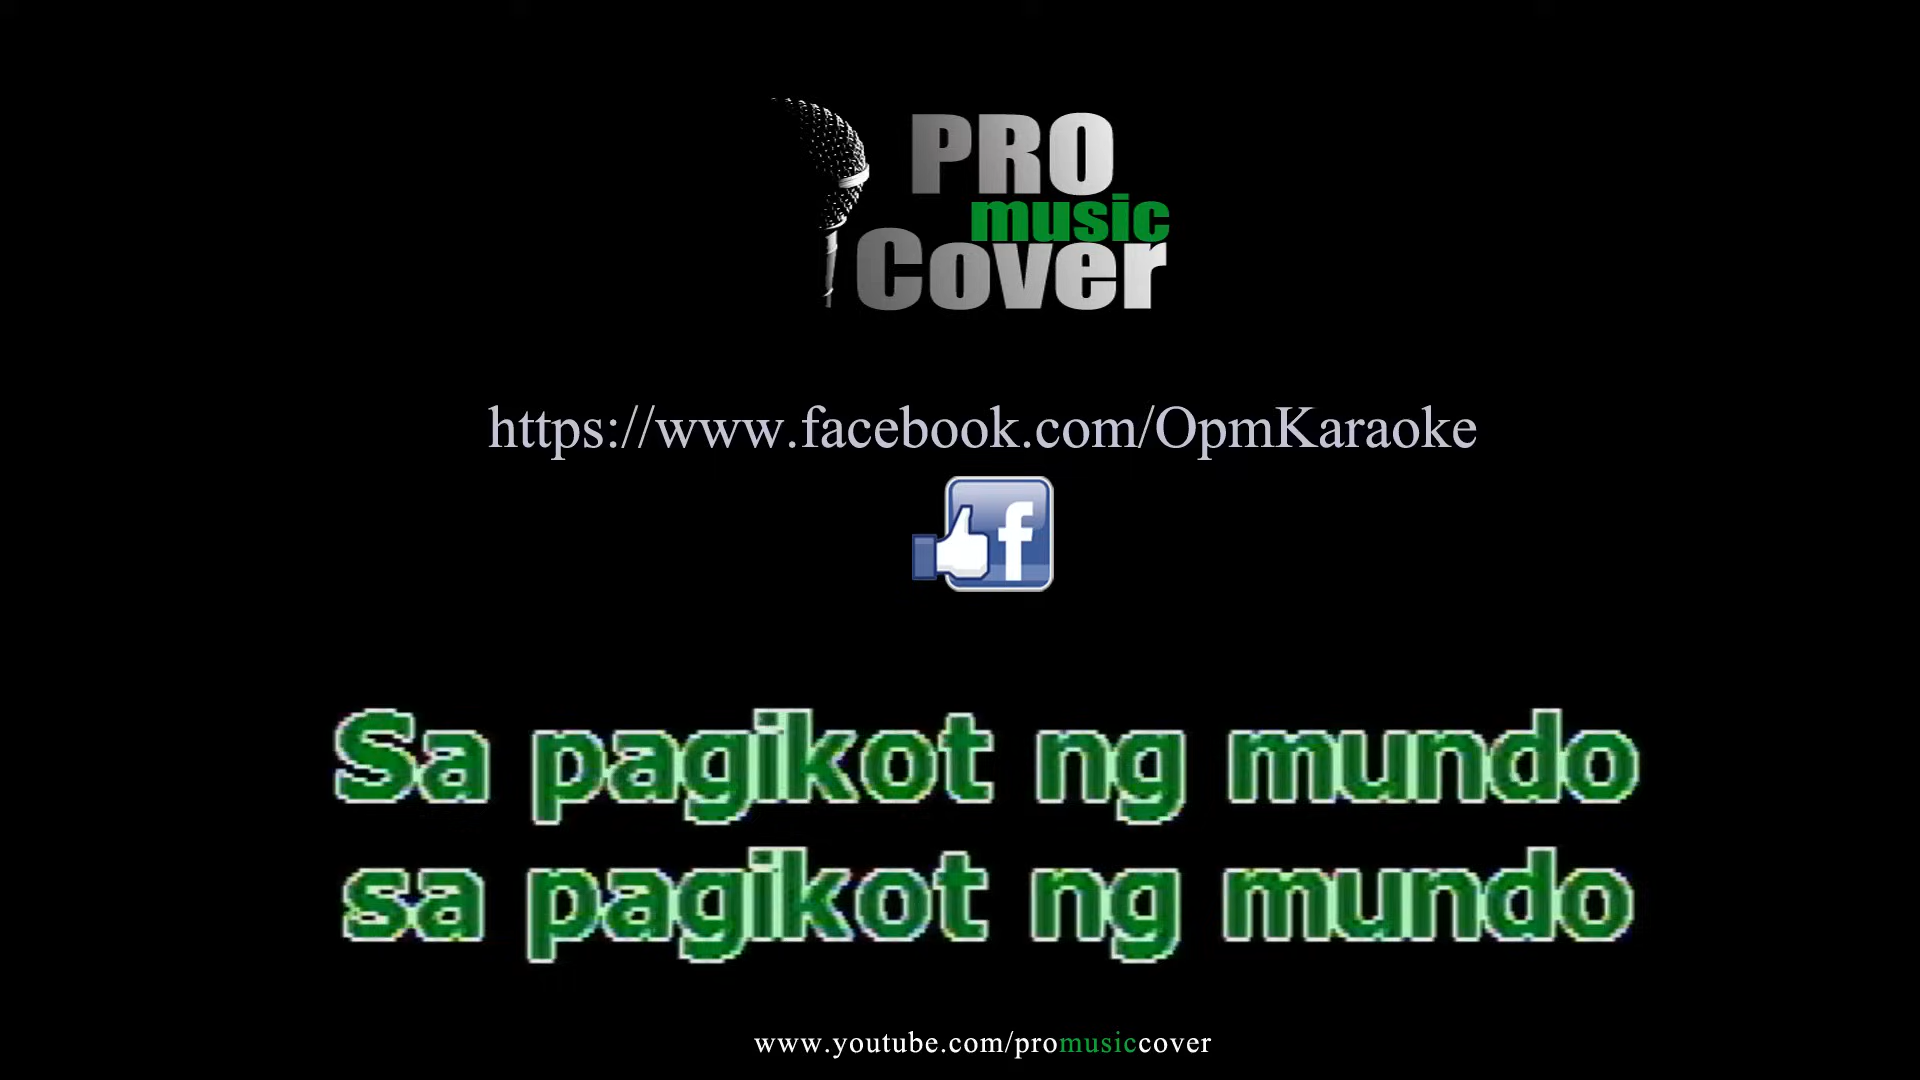 PRO
music
Cover
https://www.facebook.com/OpmKaraoke
f
Sa pagikot ng mundo
sa pagikot ng mundo
www.youtube.com/promusiccover